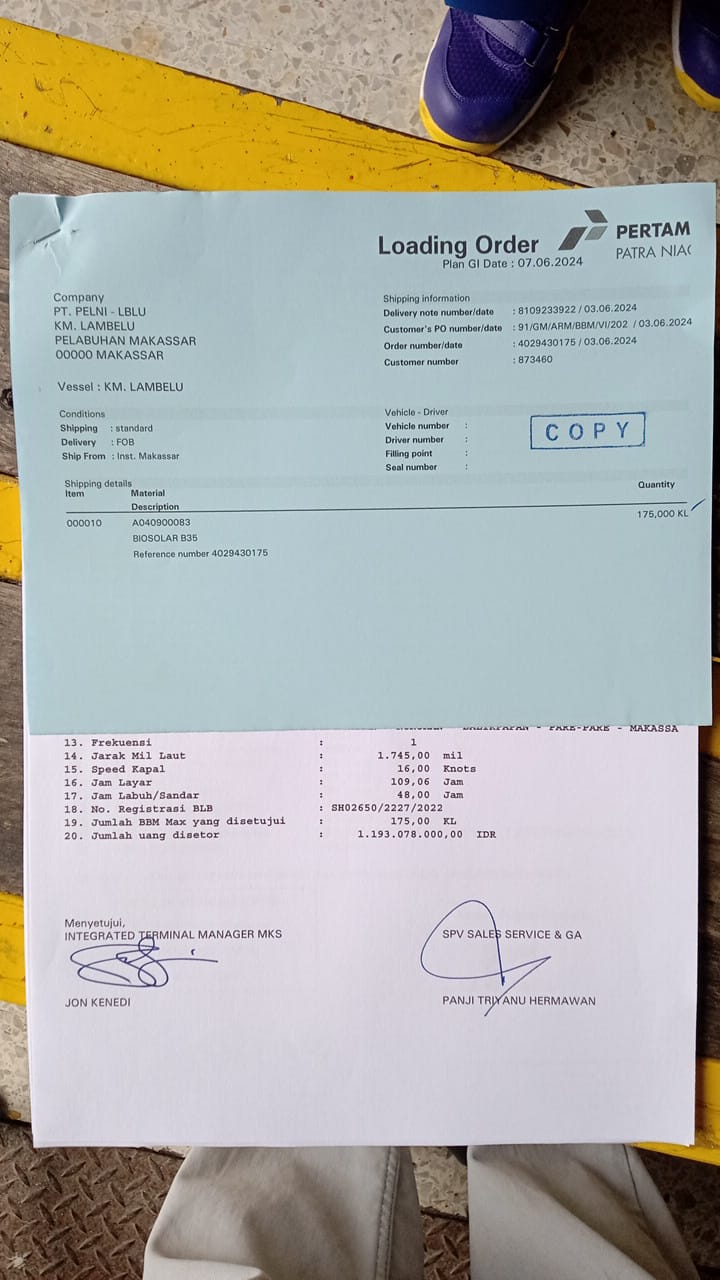 Loading Order
PERTAM
PATRA NIAG
Plan GI Date : 07.06.2024
Company
PT. PELNI - LBLU
KM. LAMBELU
PELABUHAN MAKASSAR
00000 MAKASSAR
Vessel : KM. LAMBELU
Shipping information
Delivery note number/date : 8109233922 / 03.06.2024
Customer's PO number/date : 91/GM/ARM/BBM/VI/202 / 03.06.2024
Order number/date : 4029430175 / 03.06.2024
Customer number : 873460
Conditions
Shipping : standard
Delivery : FOB
Ship From : Inst. Makassar
Vehicle - Driver
Vehicle number :
Driver number :
Filling point :
Seal number :
COPY
Shipping details
Item Material Quantity
Description
000010 A040900083 175,000 KL
BIOSOLAR B35
Reference number 4029430175
BALIKPAPAN - PARE-PARE - MAKASSA
13. Frekuensi : 1
14. Jarak Mil Laut : 1.745,00 mil
15. Speed Kapal : 16,00 Knots
16. Jam Layar : 109,06 Jam
17. Jam Labuh/Sandar : 48,00 Jam
18. No. Registrasi BLB : SH02650/2227/2022
19. Jumlah BBM Max yang disetujui : 175,00 KL
20. Jumlah uang disetor : 1.193.078.000,00 IDR
Menyetujui,
INTEGRATED TERMINAL MANAGER MKS
JON KENEDI
SPV SALES SERVICE & GA
PANJI TRIYANU HERMAWAN